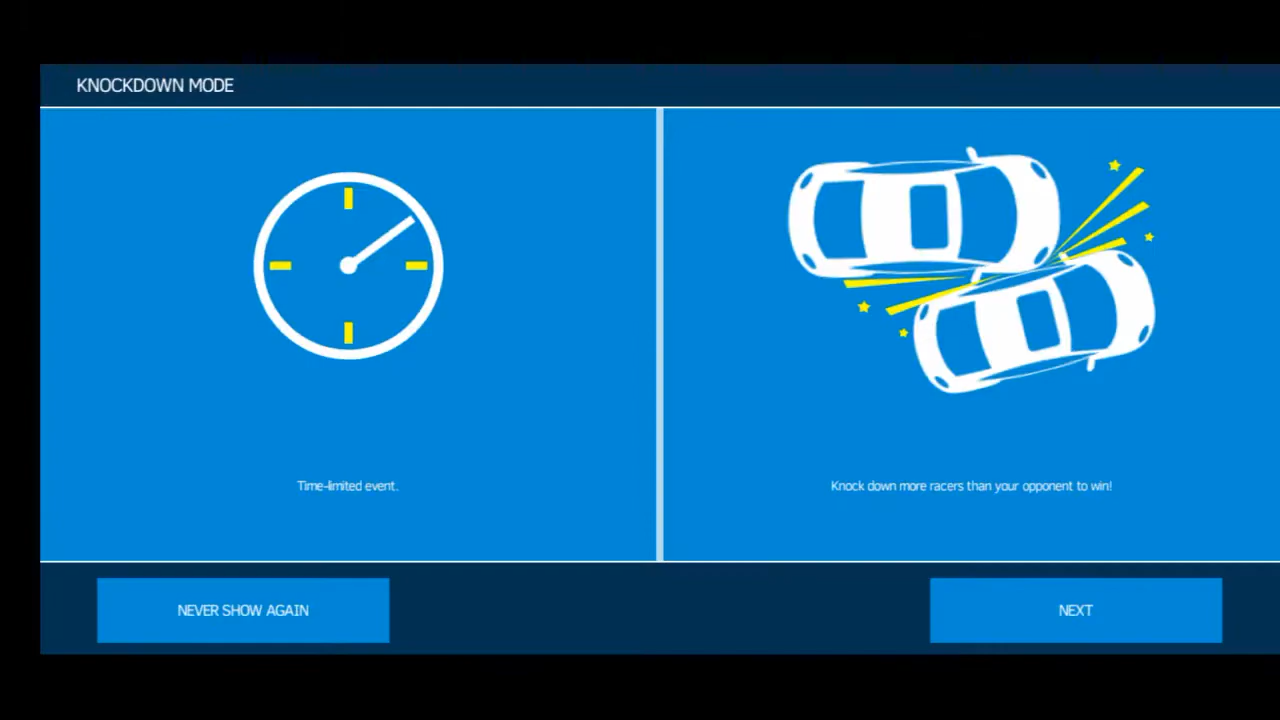 KNOCKDOWN MODE
Time-limited event.
Knock down more racers than your opponent to win!
NEVER SHOW AGAIN
NEXT